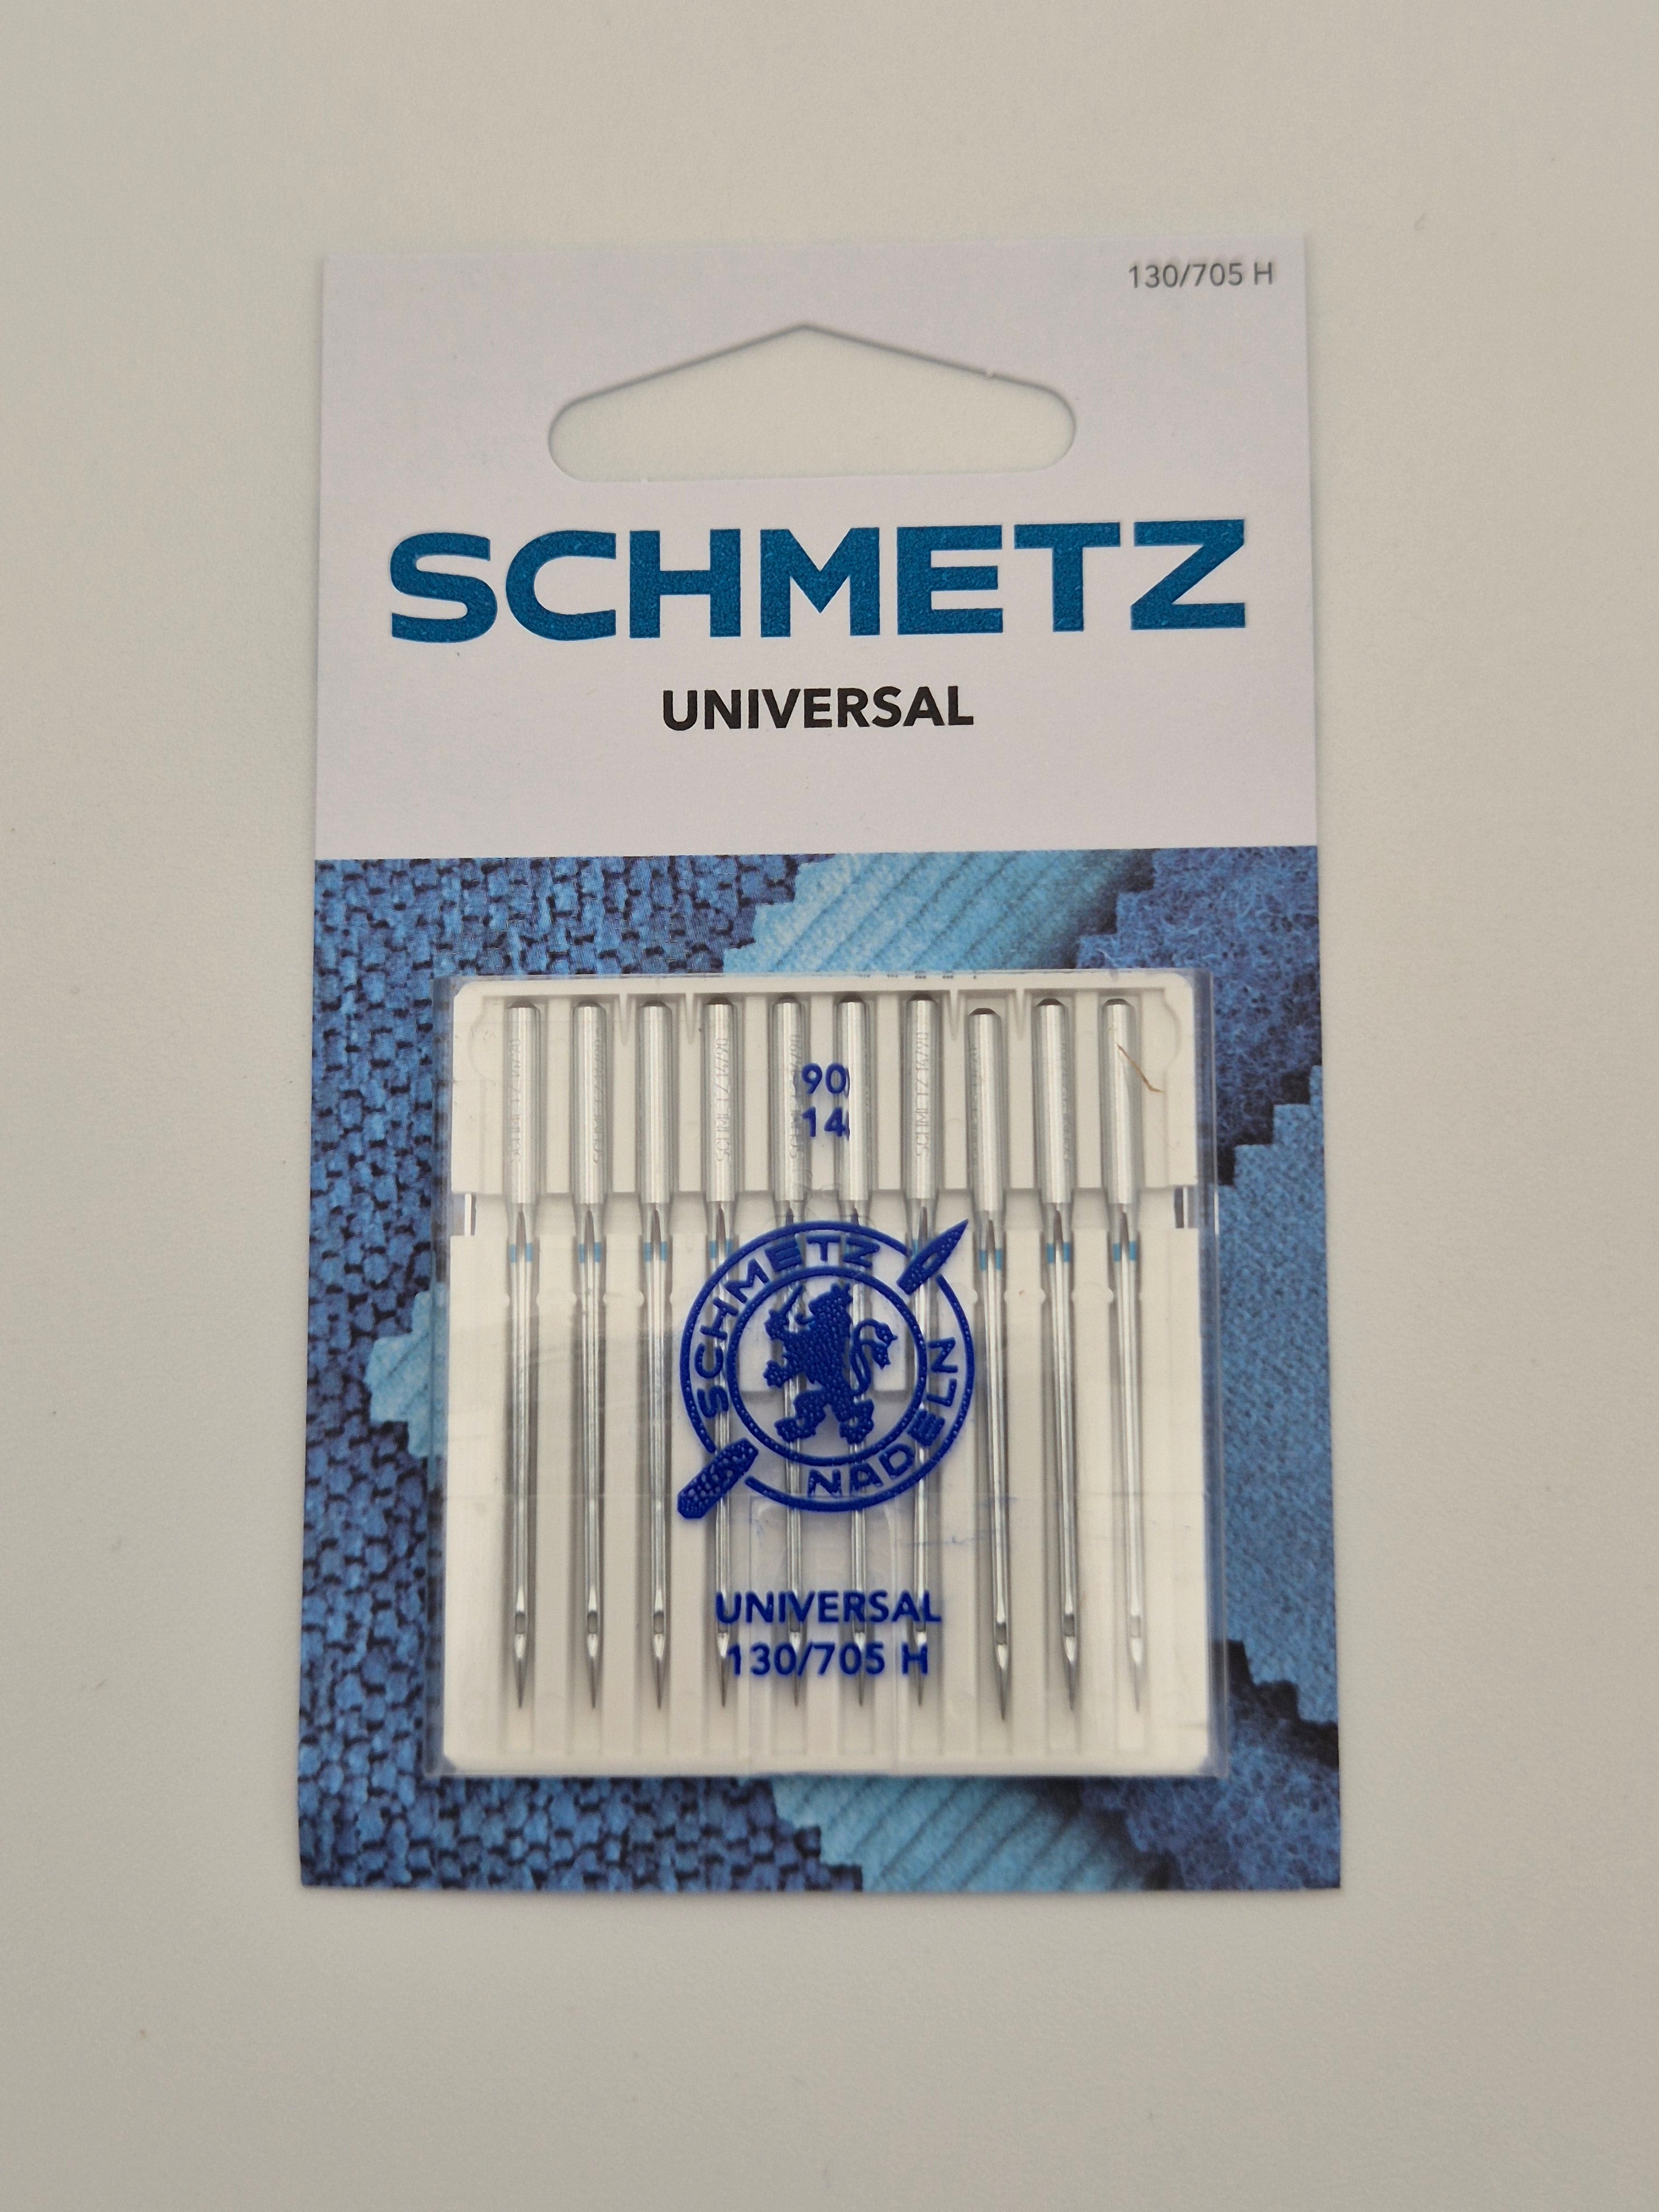 130/705 H
SCHMETZ
UNIVERSAL
90
14
SCHMETZ
NADELN
UNIVERSAL
130/705 H